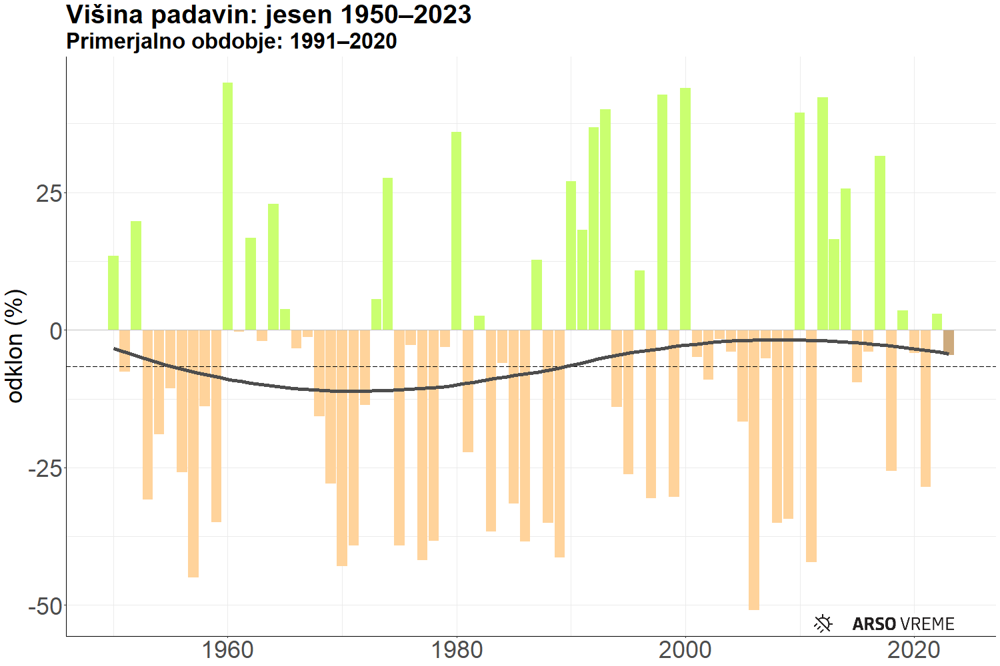 Višina padavin: jesen 1950–2023
Primerjalno obdobje: 1991–2020
odklon (%)
25
0
-25
-50
1960
1980
2000
2020
ARSO VREME